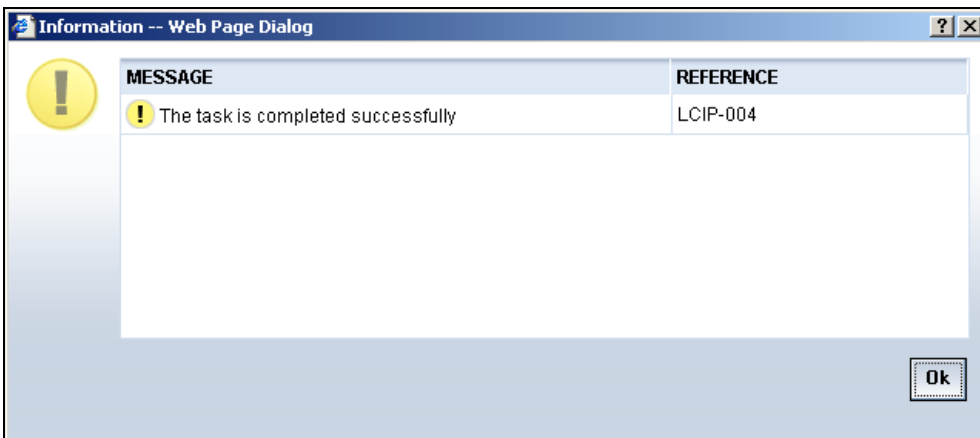 Information -- Web Page Dialog
MESSAGE REFERENCE
The task is completed successfully LCIP-004
Ok